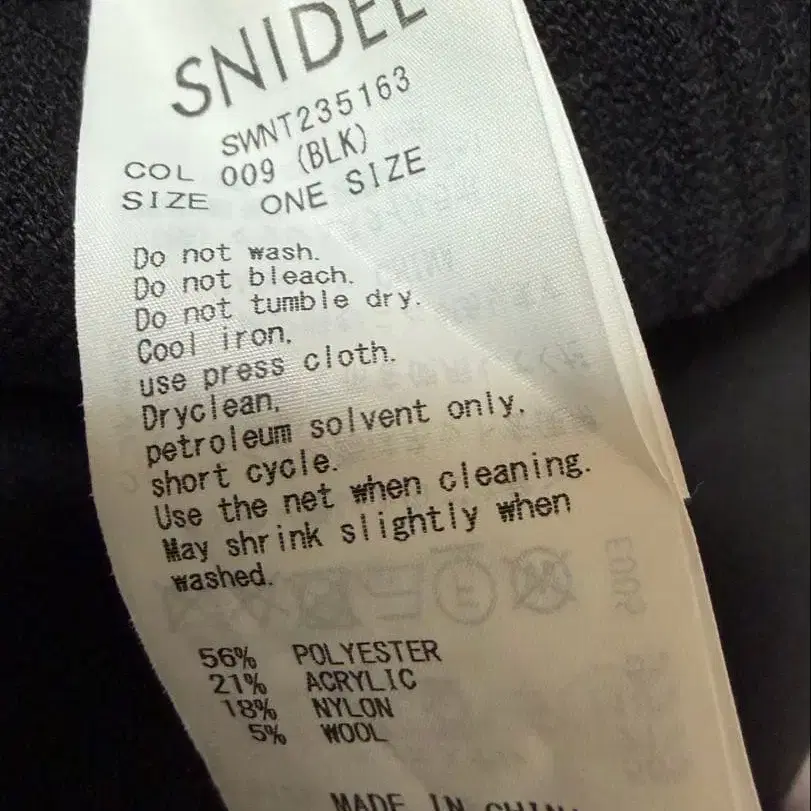 SNIDEL
SWNT235163
COL 009 (BLK)
SIZE ONE SIZE
Do not wash.
Do not bleach.
Do not tumble dry.
Cool iron,
use press cloth.
Dryclean,
petroleum solvent only,
short cycle.
Use the net when cleaning.
May shrink slightly when
washed.
56% POLYESTER
21% ACRYLIC
18% NYLON
5% WOOL
MADE IN CHINA